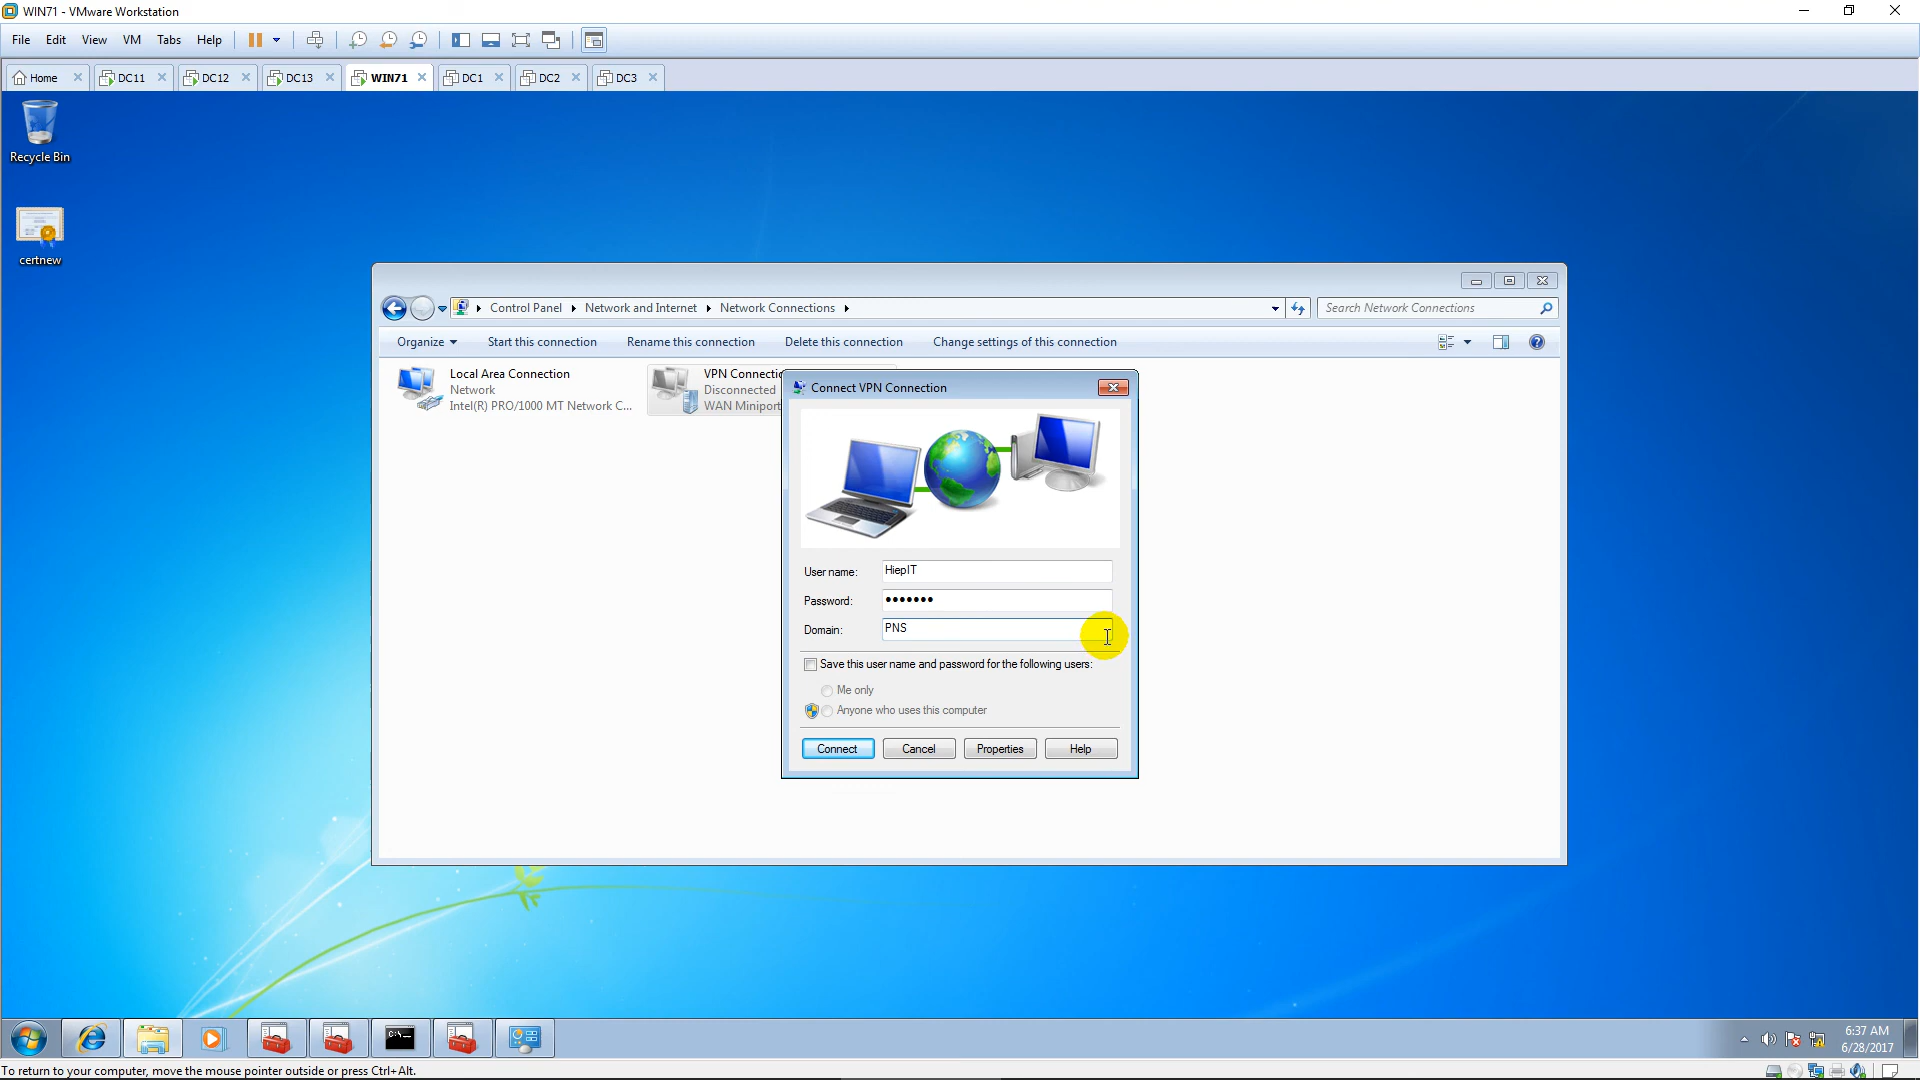 WIN71 - VMware Workstation
File Edit View VM Tabs Help
Home DC11 DC12 DC13 WIN71 DC1 DC2 DC3
Recycle Bin
certnew
Control Panel Network and Internet Network Connections
Search Network Connections
Organize Start this connection Rename this connection Delete this connection Change settings of this connection
Local Area Connection
Network
Intel(R) PRO/1000 MT Network C...
Disconnected
WAN Miniport
Connect VPN Connection
User name: HiepIT
Password: •••••••
Domain: PNS
Save this user name and password for the following users:
Me only
Anyone who uses this computer
Connect Cancel Properties Help
6:37 AM
6/28/2017
To return to your computer, move the mouse pointer outside or press Ctrl+Alt.